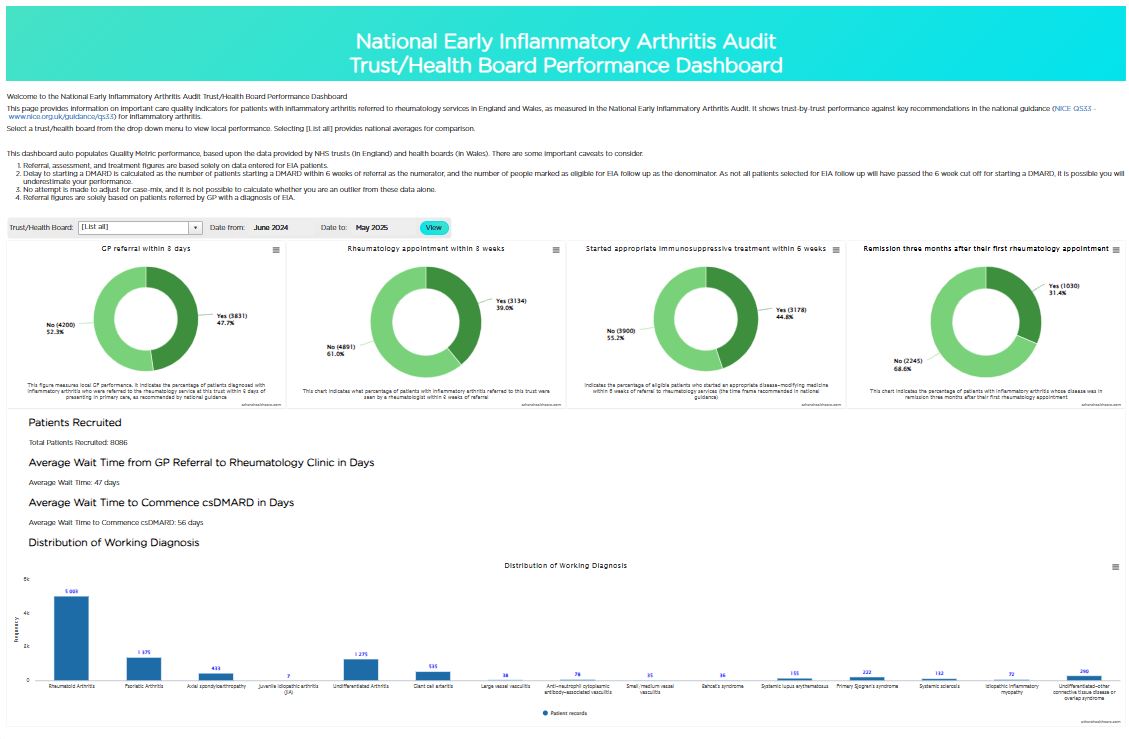 National Early Inflammatory Arthritis Audit
Trust/Health Board Performance Dashboard
Welcome to the National Early Inflammatory Arthritis Audit Trust/Health Board Performance Dashboard
This page provides information on important care quality indicators for patients with inflammatory arthritis referred to rheumatology services in England and Wales, as measured in the National Early Inflammatory Arthritis Audit. It shows trust-by-trust performance against key recommendations in the national guidance (NICE QS33 -
www.nice.org.uk/guidance/qs33) for inflammatory arthritis.
Select a trust/health board from the drop down menu to view local performance. Selecting [List all] provides national averages for comparison.
This dashboard auto populates Quality Metric performance, based upon the data provided by NHS trusts (in England) and health boards (in Wales). There are some important caveats to consider.
1. Referral, assessment, and treatment figures are based solely on data entered for EIA patients.
2. Delay to starting a DMARD is calculated as the number of patients starting a DMARD within 6 weeks of referral as the numerator, and the number of people marked as eligible for EIA follow up as the denominator. As not all patients selected for EIA follow up will have passed the 6 week cut off for starting a DMARD, it is possible you will
underestimate your performance.
3. No attempt is made to adjust for case-mix, and it is not possible to calculate whether you are an outlier from these data alone.
4. Referral figures are solely based on patients referred by GP with a diagnosis of EIA.
Trust/Health Board: [List all] Date from: June 2024 Date to: May 2025 View
GP referral within 8 days
Yes (3831)
47.7%
No (4200)
52.3%
This figure measures local GP performance. It indicates the percentage of patients diagnosed with
inflammatory arthritis who were referred to the rheumatology service at this trust within 8 days of
presenting in primary care, as recommended by national guidance
Rheumatology appointment within 8 weeks
Yes (3134)
39.0%
No (4891)
61.0%
This chart indicates what percentage of patients with inflammatory arthritis referred to this trust were
seen by a rheumatologist within 8 weeks of referral
Started appropriate immunosuppressive treatment within 6 weeks
Yes (3178)
44.8%
No (3900)
55.2%
Indicates the percentage of eligible patients who started an appropriate disease-modifying medicine
within 6 weeks of referral to rheumatology services (the time frame recommended in national
guidance)
Remission three months after their first rheumatology appointment
Yes (1030)
31.4%
No (2245)
68.6%
This chart indicates the percentage of patients with inflammatory arthritis whose disease was in
remission three months after their first rheumatology appointment
Patients Recruited
Total Patients Recruited: 8086
Average Wait Time from GP Referral to Rheumatology Clinic in Days
Average Wait Time: 47 days
Average Wait Time to Commence csDMARD in Days
Average Wait Time to Commence csDMARD: 56 days
Distribution of Working Diagnosis
Distribution of Working Diagnosis
Frequency
6k
4k
2k
0
5 003
1 375
433
7
1 275
535
38
78
35
36
155
222
132
72
290
Rheumatoid Arthritis
Psoriatic Arthritis
Axial spondyloarthropathy
Juvenile idiopathic arthritis
(JIA)
Undifferentiated Arthritis
Giant cell arteritis
Large vessel vasculitis
Anti-neutrophil cytoplasmic
antibody-associated vasculitis
Small/medium vessel
vasculitis
Behcet's syndrome
Systemic lupus erythematosus
Primary Sjogren's syndrome
Systemic sclerosis
Idiopathic inflammatory
myopathy
Undifferentiated-other
connective tissue disease or
overlap syndrome
Patient records